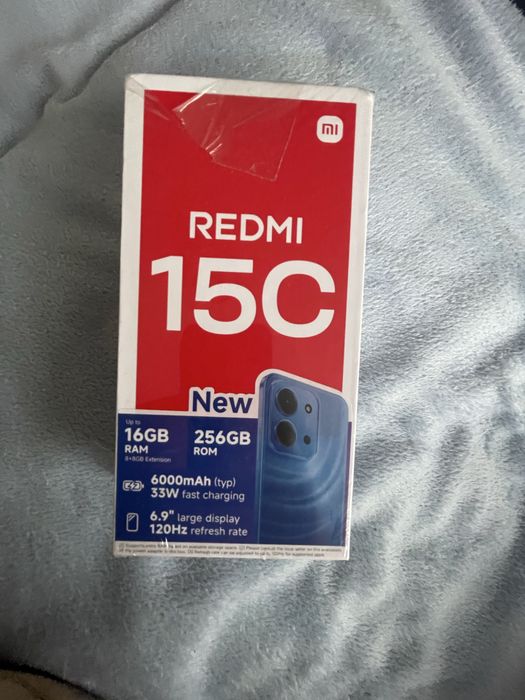 mi
REDMI
15C
New
Up to
16GB
RAM
8+8GB Extension
256GB
ROM
6000mAh (typ)
33W fast charging
6.9" large display
120Hz refresh rate